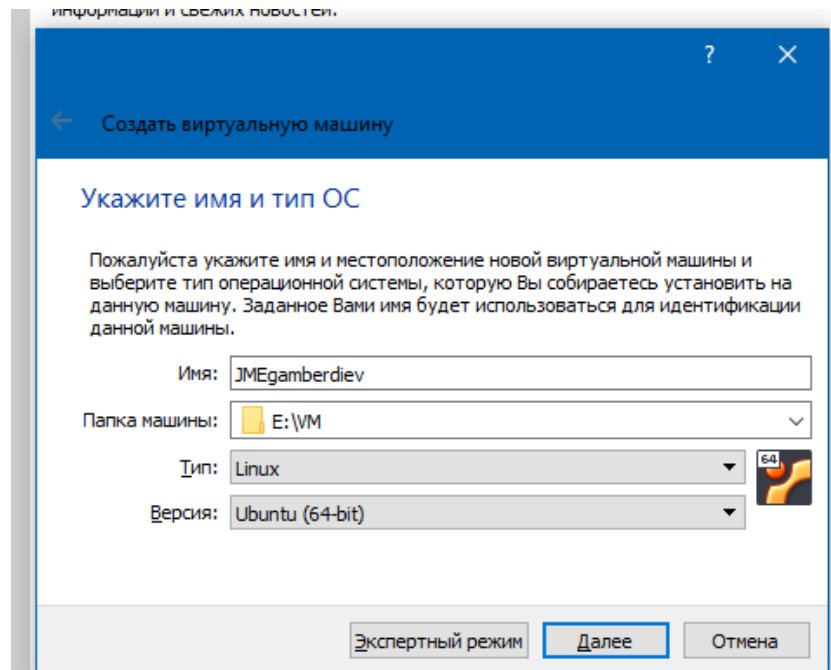 информации и свежих новостей.
?
Создать виртуальную машину
Укажите имя и тип ОС
Пожалуйста укажите имя и местоположение новой виртуальной машины и
выберите тип операционной системы, которую Вы собираетесь установить на
данную машину. Заданное Вами имя будет использоваться для идентификации
данной машины.
Имя: JMEgamberdiev
Папка машины: E:\VM
Тип: Linux
64
Версия: Ubuntu (64-bit)
Экспертный режим Далее Отмена